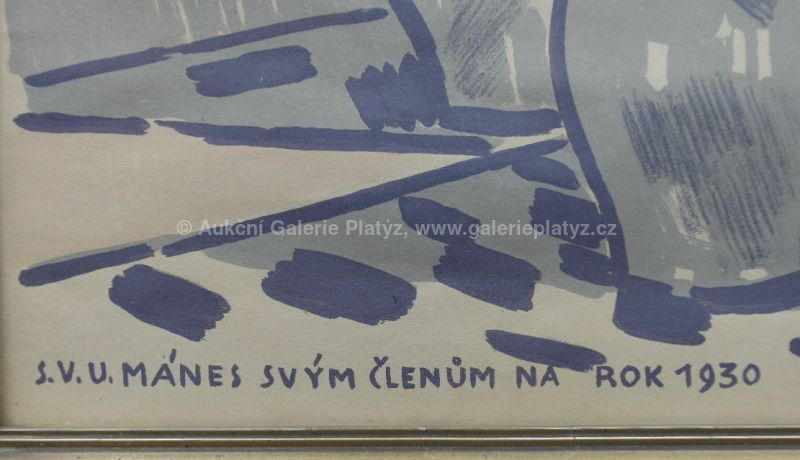 © Aukční Galerie Platýz, www.galerieplatyz.cz
S.V.U. MÁNES SVÝM ČLENŮM NA ROK 1930